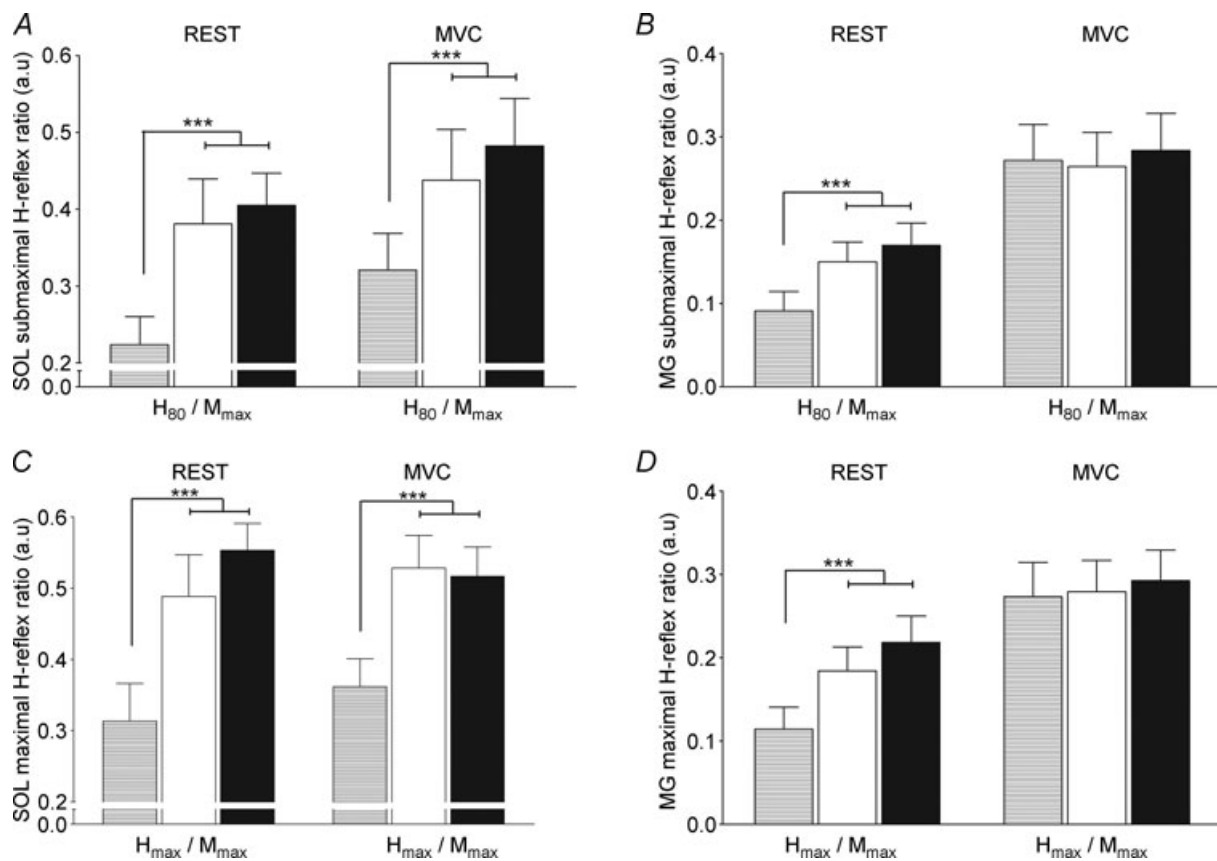 A
REST
MVC
SOL submaximal H-reflex ratio (a.u)
0.6
0.5
0.4
0.3
0.2
0.0
***
***
H80 / Mmax
H80 / Mmax
B
REST
MVC
MG submaximal H-reflex ratio (a.u)
0.4
0.3
0.2
0.1
0.0
***
H80 / Mmax
H80 / Mmax
C
REST
MVC
SOL maximal H-reflex ratio (a.u)
0.6
0.5
0.4
0.3
0.2
0.0
***
***
Hmax / Mmax
Hmax / Mmax
D
REST
MVC
MG maximal H-reflex ratio (a.u)
0.4
0.3
0.2
0.1
0.0
***
Hmax / Mmax
Hmax / Mmax